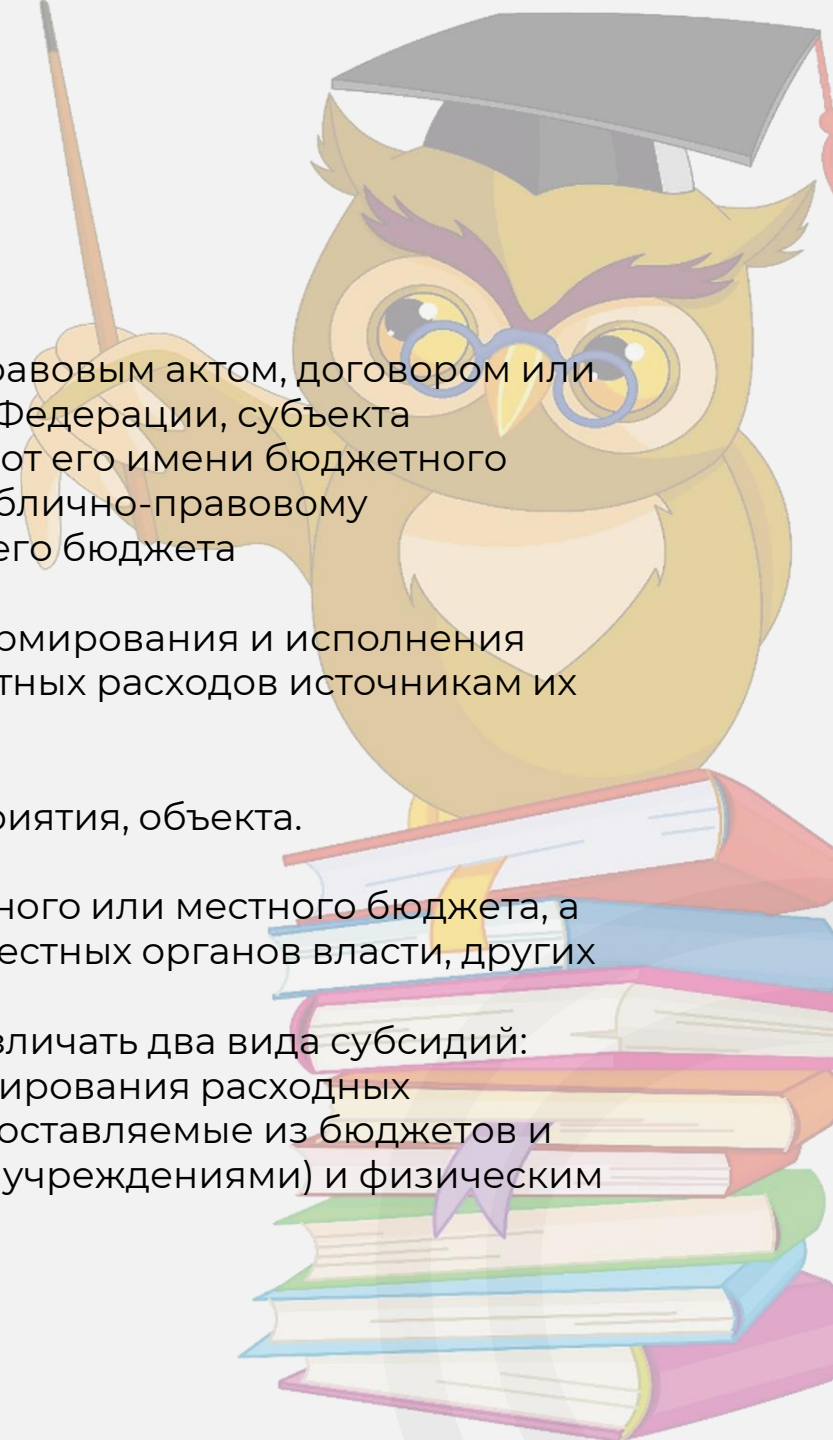 равовым актом, договором или
Федерации, субъекта
от его имени бюджетного
блично-правовому
его бюджета
ормирования и исполнения
тных расходов источникам их
риятия, объекта.
ного или местного бюджета, а
естных органов власти, других
зличать два вида субсидий:
ирования расходных
оставляемые из бюджетов и
учреждениями) и физическим